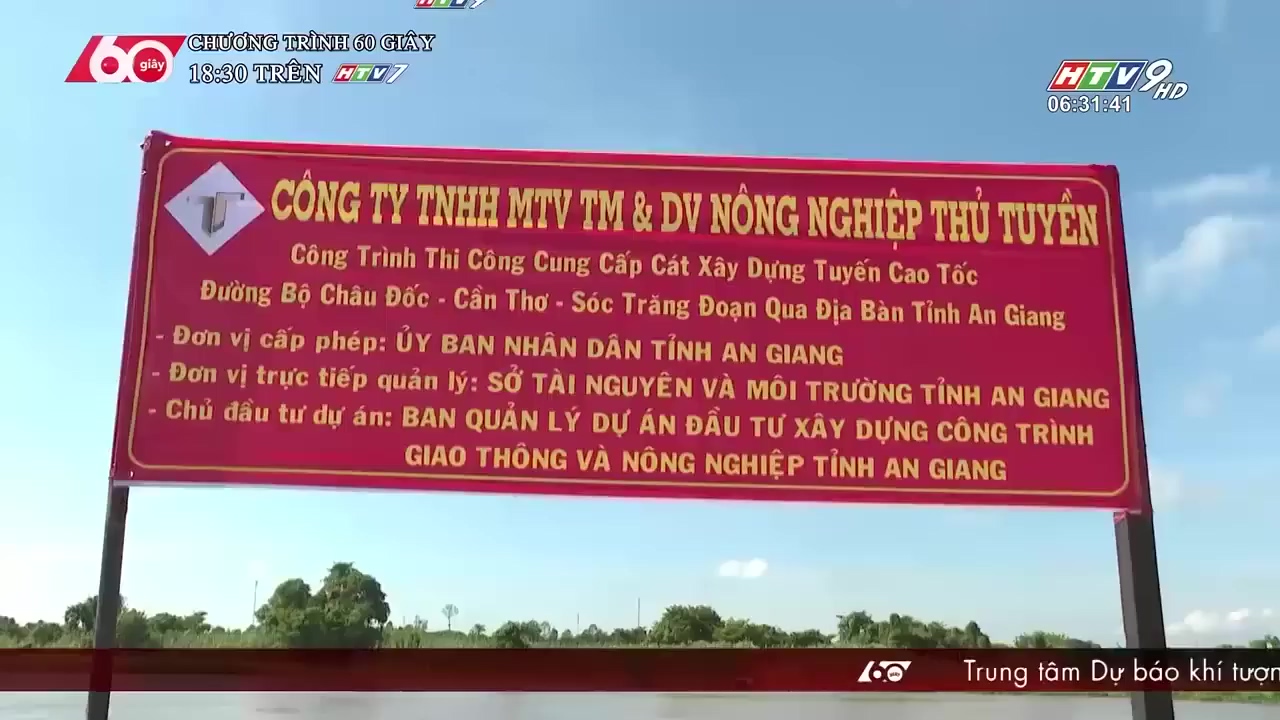 HTV9
60 giây
CHƯƠNG TRÌNH 60 GIÂY
18:30 TRÊN HTV7
HTV9 HD
06:31:41
CÔNG TY TNHH MTV TM & DV NÔNG NGHIỆP THỦ TUYỀN
Công Trình Thi Công Cung Cấp Cát Xây Dựng Tuyến Cao Tốc
Đường Bộ Châu Đốc - Cần Thơ - Sóc Trăng Đoạn Qua Địa Bàn Tỉnh An Giang
- Đơn vị cấp phép: ỦY BAN NHÂN DÂN TỈNH AN GIANG
- Đơn vị trực tiếp quản lý: SỞ TÀI NGUYÊN VÀ MÔI TRƯỜNG TỈNH AN GIANG
- Chủ đầu tư dự án: BAN QUẢN LÝ DỰ ÁN ĐẦU TƯ XÂY DỰNG CÔNG TRÌNH
GIAO THÔNG VÀ NÔNG NGHIỆP TỈNH AN GIANG
60 giây Trung tâm Dự báo khí tượn